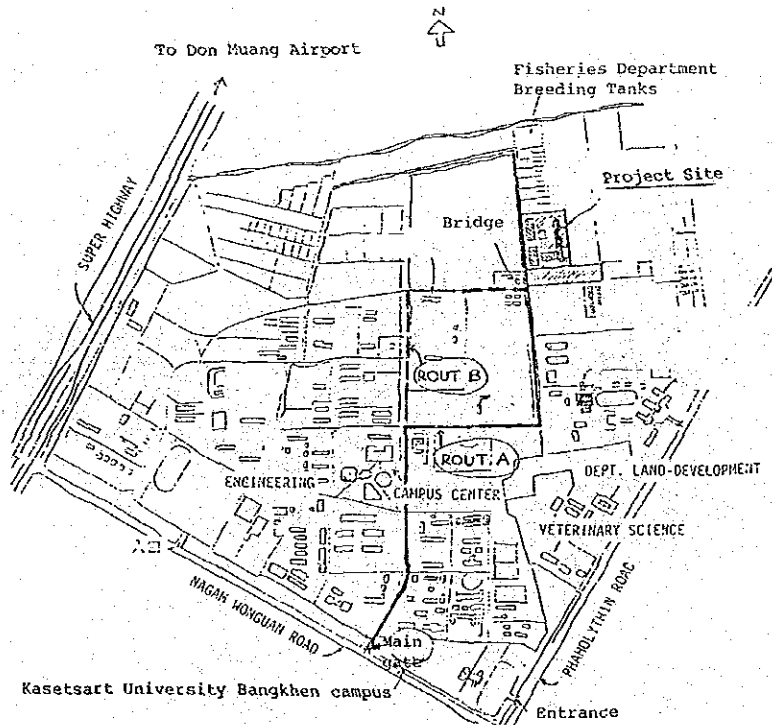 N
To Don Muang Airport
Fisheries Department
Breeding Tanks
Project Site
Bridge
SUPER HIGHWAY
ROUT B
ROUT A
ENGINEERING
CAMPUS CENTER
DEPT. LAND-DEVELOPMENT
VETERINARY SCIENCE
NAGAM WONGUAN ROAD
PHAHOLYTHIN ROAD
Main
gate
Kasetsart University Bangkhen campus
Entrance